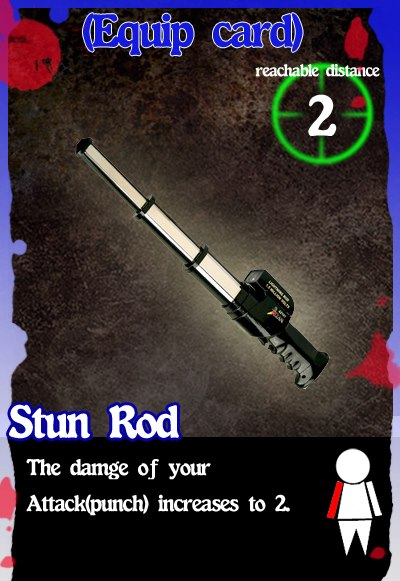 (Equip card)
reachable distance
2
Stun Rod
The damge of your
Attack(punch) increases to 2.